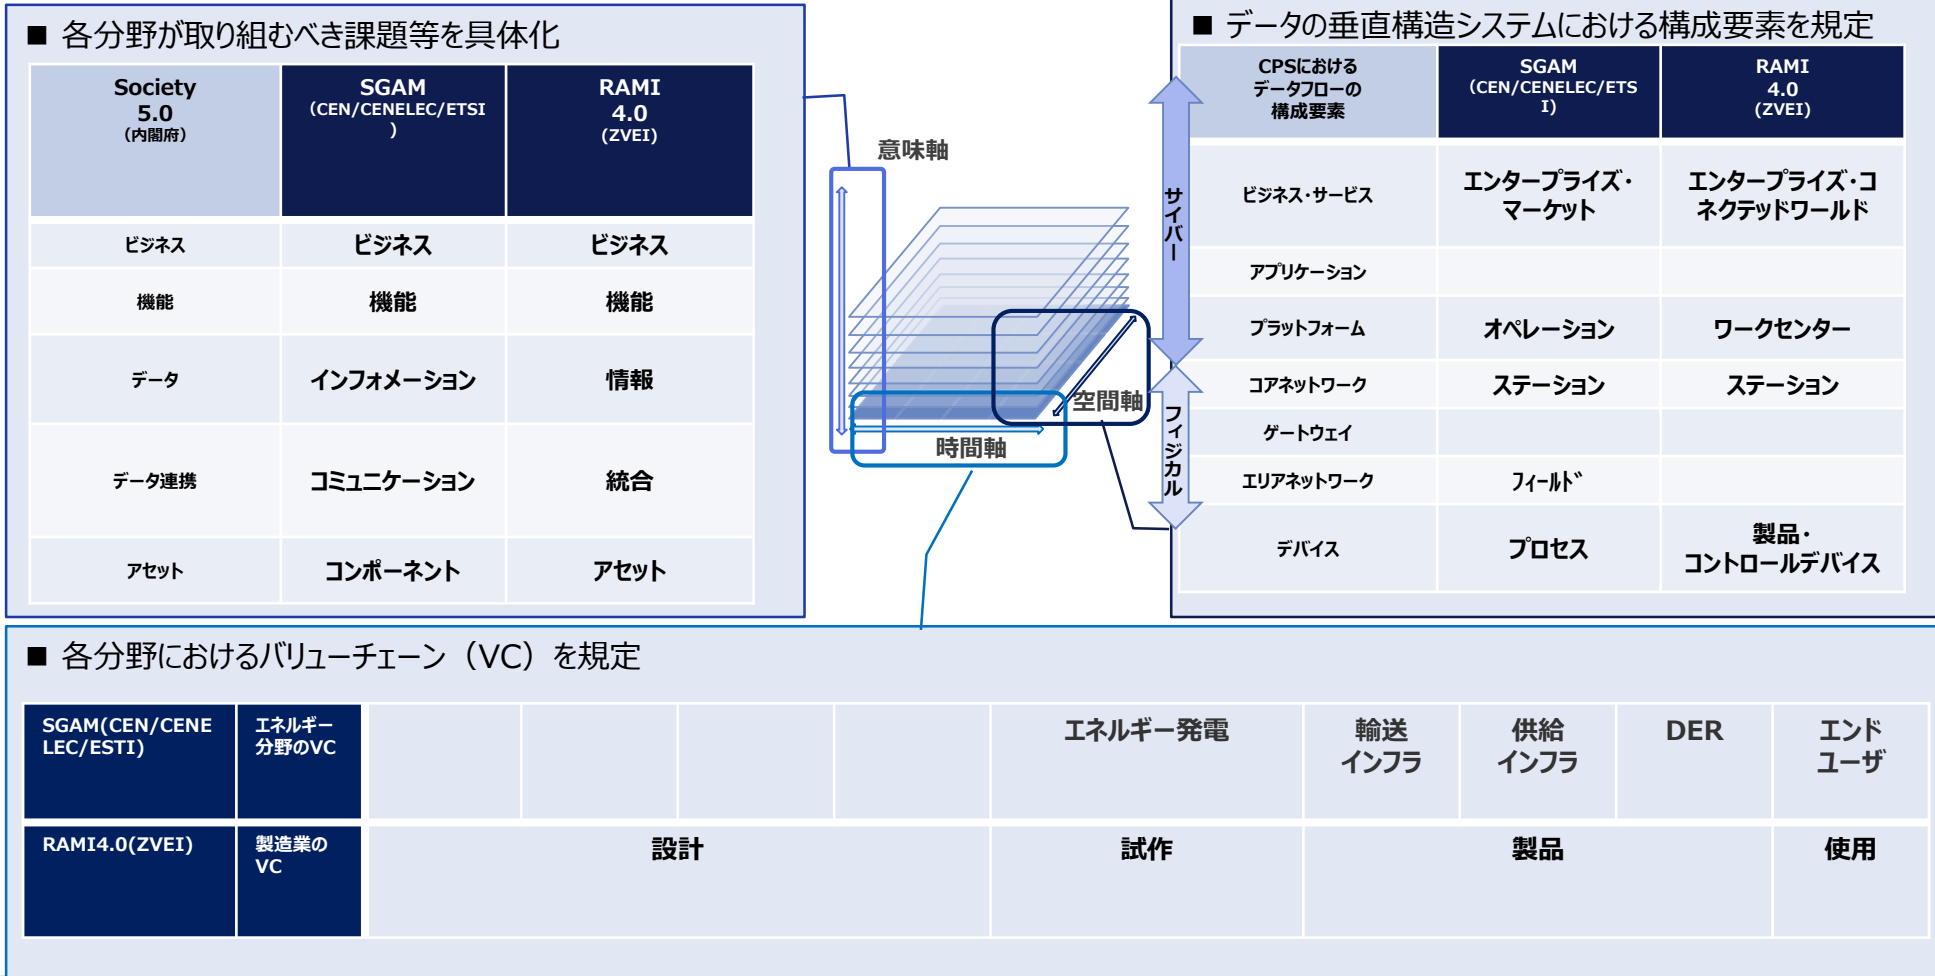 ■ 各分野が取り組むべき課題等を具体化
Society
5.0
（内閣府）
SGAM
（CEN/CENELEC/ETSI
）
RAMI
4.0
(ZVEI)
ビジネス
ビジネス
ビジネス
機能
機能
機能
データ
インフォメーション
情報
データ連携
コミュニケーション
統合
アセット
コンポーネント
アセット
意味軸
空間軸
時間軸
■ データの垂直構造システムにおける構成要素を規定
サイバー
フィジカル
CPSにおける
データフローの
構成要素
SGAM
（CEN/CENELEC/ETS
I）
RAMI
4.0
（ZVEI）
ビジネス・サービス
エンタープライズ・
マーケット
エンタープライズ・コ
ネクテッドワールド
アプリケーション
プラットフォーム
オペレーション
ワークセンター
コアネットワーク
ステーション
ステーション
ゲートウェイ
エリアネットワーク
フィールド
デバイス
プロセス
製品・
コントロールデバイス
■ 各分野におけるバリューチェーン（VC）を規定
SGAM(CEN/CENE
LEC/ESTI)
エネルギー
分野のVC
エネルギー発電
輸送
インフラ
供給
インフラ
DER
エンド
ユーザ
RAMI4.0(ZVEI)
製造業の
VC
設計
試作
製品
使用